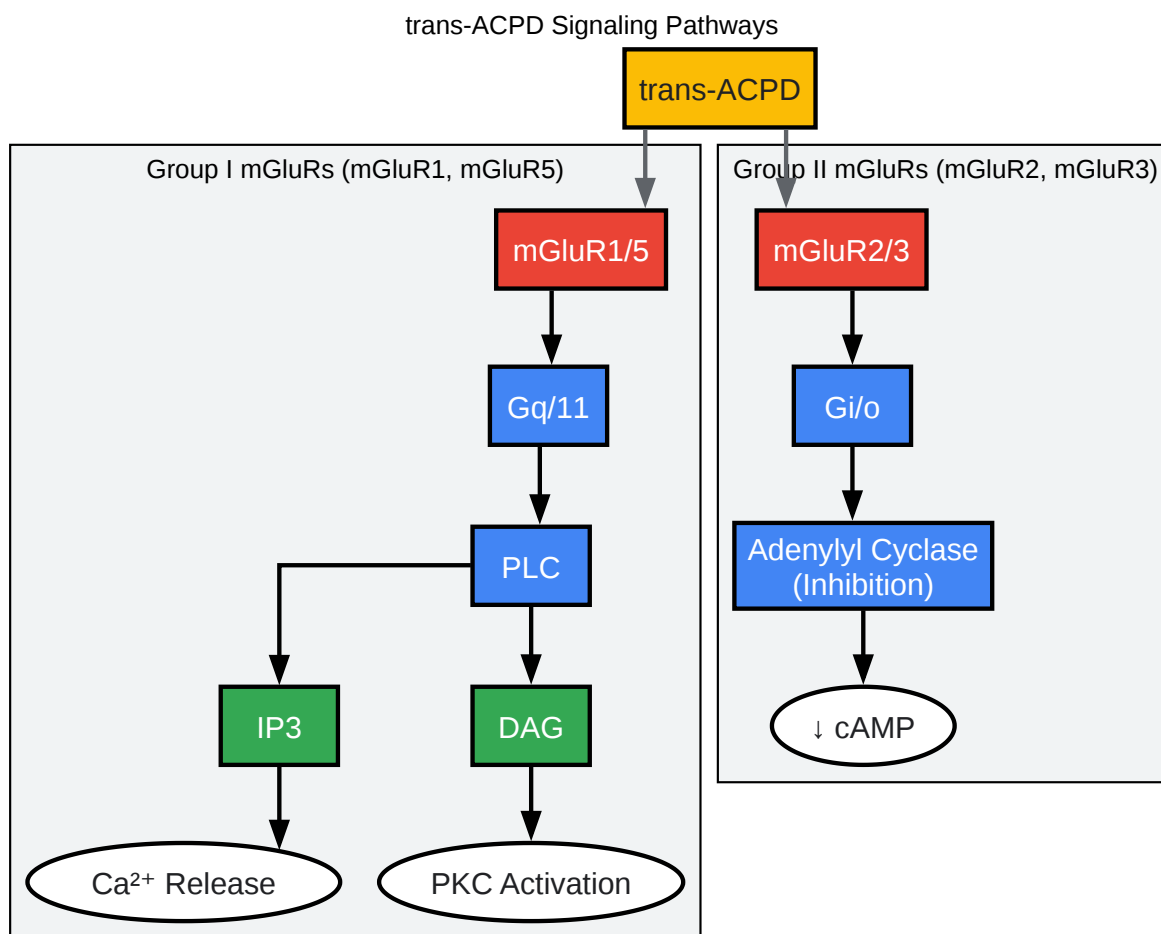 trans-ACPD Signaling Pathways
trans-ACPD
Group I mGluRs (mGluR1, mGluR5)
Group II mGluRs (mGluR2, mGluR3)
mGluR1/5
mGluR2/3
Gq/11
Gi/o
PLC
Adenylyl Cyclase
(Inhibition)
IP3
DAG
↓ cAMP
Ca²⁺ Release
PKC Activation